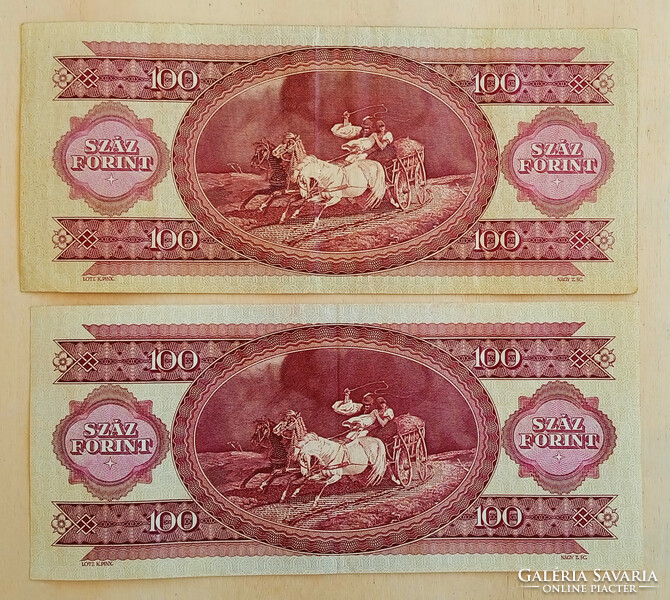 100 100
SZÁZ
FORINT
SZÁZ
FORINT
100 100
LOTZ K. PINX. NAGY Z. SC.
100 100
SZÁZ
FORINT
SZÁZ
FORINT
100 100
LOTZ K. PINX. NAGY Z. SC.
GALÉRIA SAVARIA
ONLINE PIACTÉR